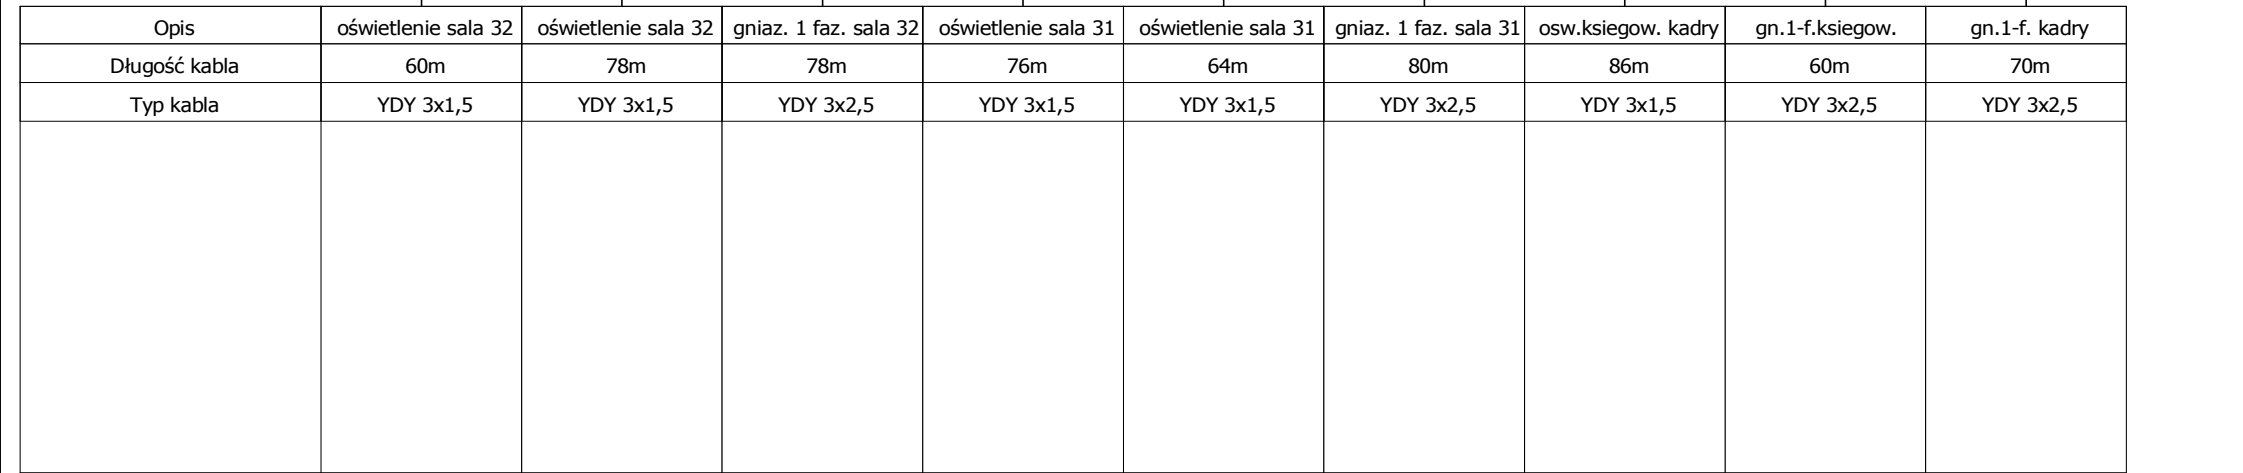 Opis oświetlenie sala 32 oświetlenie sala 32 gniaz. 1 faz. sala 32 oświetlenie sala 31 oświetlenie sala 31 gniaz. 1 faz. sala 31 osw.ksiegow. kadry gn.1-f.ksiegow. gn.1-f. kadry
Długość kabla 60m 78m 78m 76m 64m 80m 86m 60m 70m
Typ kabla YDY 3x1,5 YDY 3x1,5 YDY 3x2,5 YDY 3x1,5 YDY 3x1,5 YDY 3x2,5 YDY 3x1,5 YDY 3x2,5 YDY 3x2,5